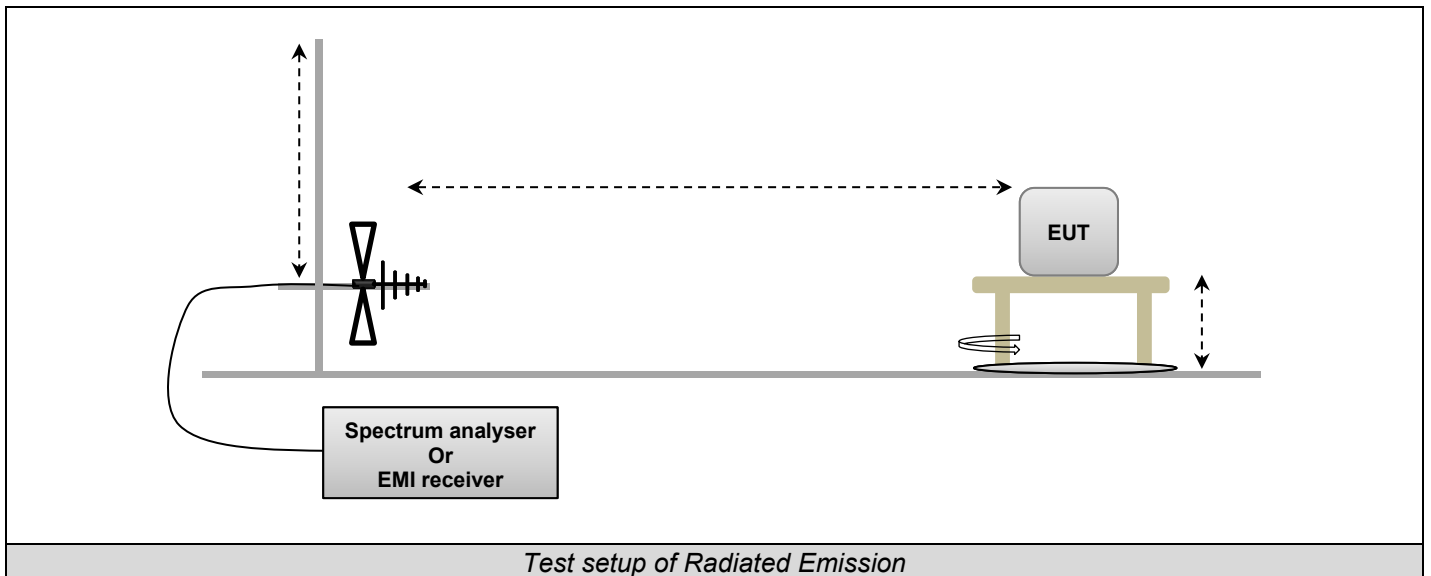 EUT
Spectrum analyser
Or
EMI receiver
Test setup of Radiated Emission